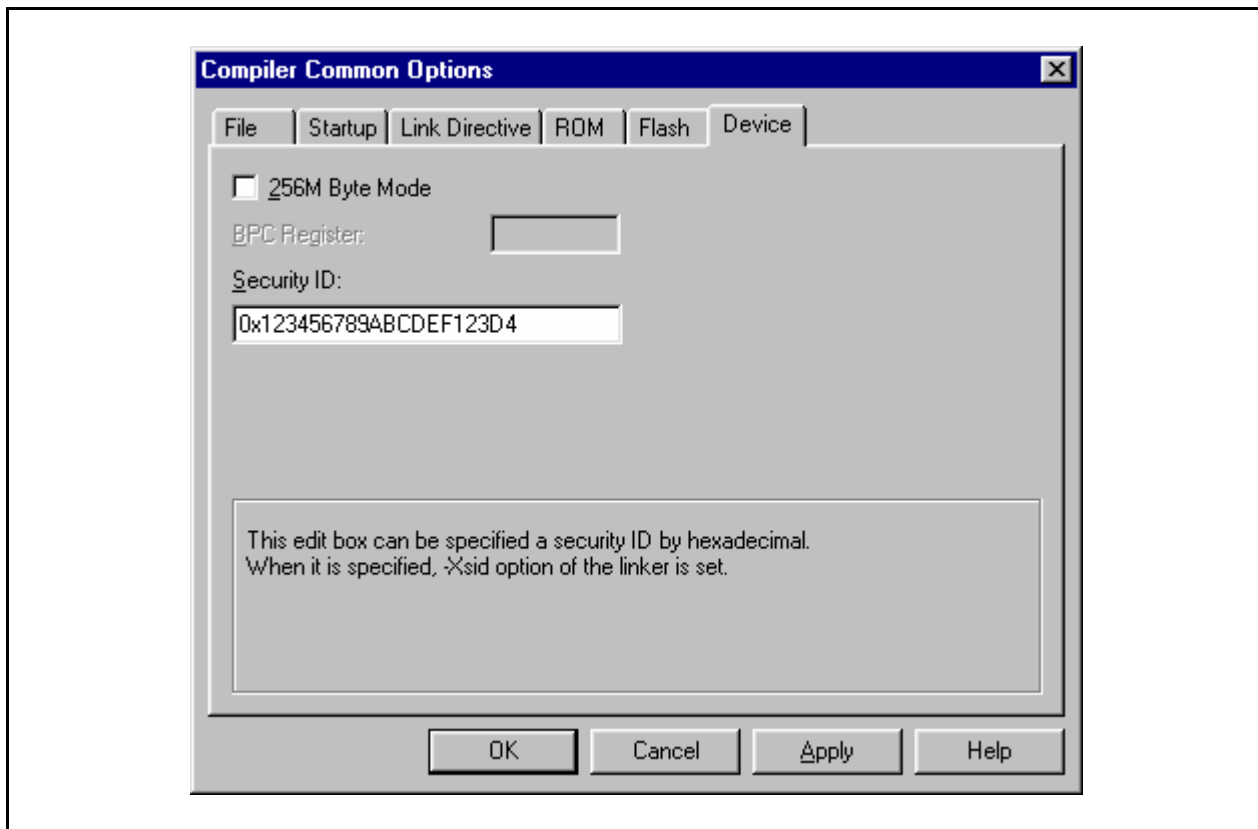 Compiler Common Options
File Startup Link Directive ROM Flash Device
256M Byte Mode
BPC Register:
Security ID:
0x123456789ABCDEF123D4
This edit box can be specified a security ID by hexadecimal.
When it is specified, -Xsid option of the linker is set.
OK Cancel Apply Help